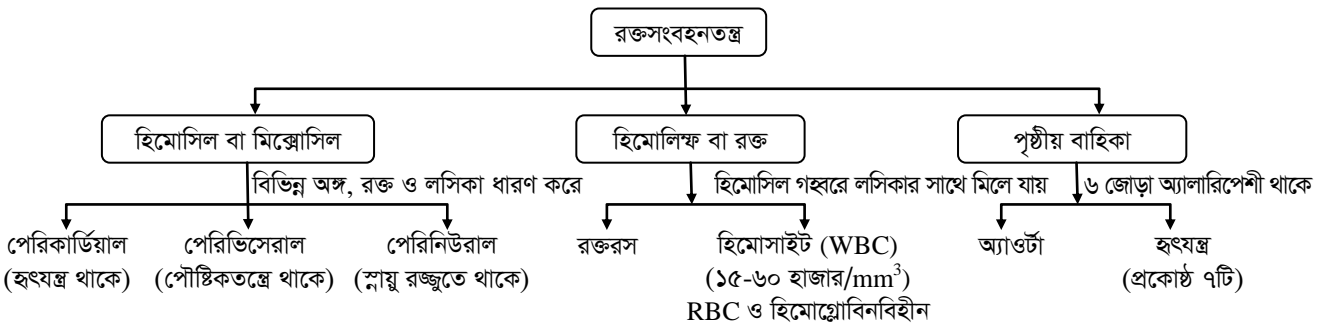 রক্তসংবহনতন্ত্র
হিমোসিল বা মিক্সোসিল
হিমোলিম্ফ বা রক্ত
পৃষ্ঠীয় বাহিকা
বিভিন্ন অঙ্গ, রক্ত ও লসিকা ধারণ করে
হিমোসিল গহ্বরে লসিকার সাথে মিলে যায়
৬ জোড়া অ্যালারিপেশী থাকে
পেরিকার্ডিয়াল
(হৃৎযন্ত্র থাকে)
পেরিভিসেরাল
(পৌষ্টিকতন্ত্রে থাকে)
পেরিনিউরাল
(স্নায়ু রজ্জুতে থাকে)
রক্তরস
হিমোসাইট (WBC)
(১৫-৬০ হাজার/mm³)
RBC ও হিমোগ্লোবিনবিহীন
অ্যাওর্টা
হৃৎযন্ত্র
(প্রকোষ্ঠ ৭টি)